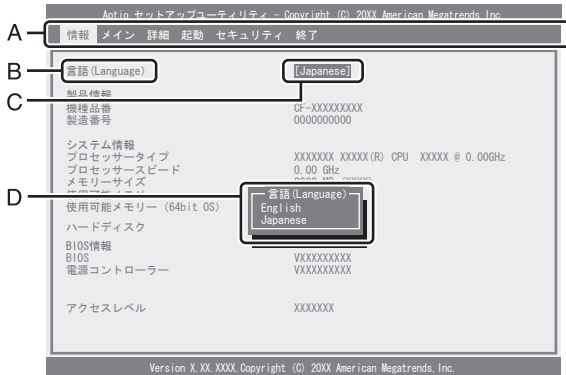 Aptio セットアップユーティリティ - Copyright (C) 20XX American Megatrends, Inc.
A
情報 メイン 詳細 起動 セキュリティ 終了
B 言語(Language) [Japanese]
C
製品情報
機種品番 CF-XXXXXXXXX
製造番号 0000000000
システム情報
プロセッサータイプ XXXXXXX XXXXX(R) CPU XXXXX @ 0.00GHz
プロセッサースピード 0.00 GHz
メモリーサイズ
D
言語(Language)
English
Japanese
使用可能メモリー (64bit OS)
ハードディスク
BIOS情報
BIOS VXXXXXXXXX
電源コントローラー VXXXXXXXXX
アクセスレベル XXXXXXX
Version X.XX.XXXX.Copyright (C) 20XX American Megatrends,Inc.